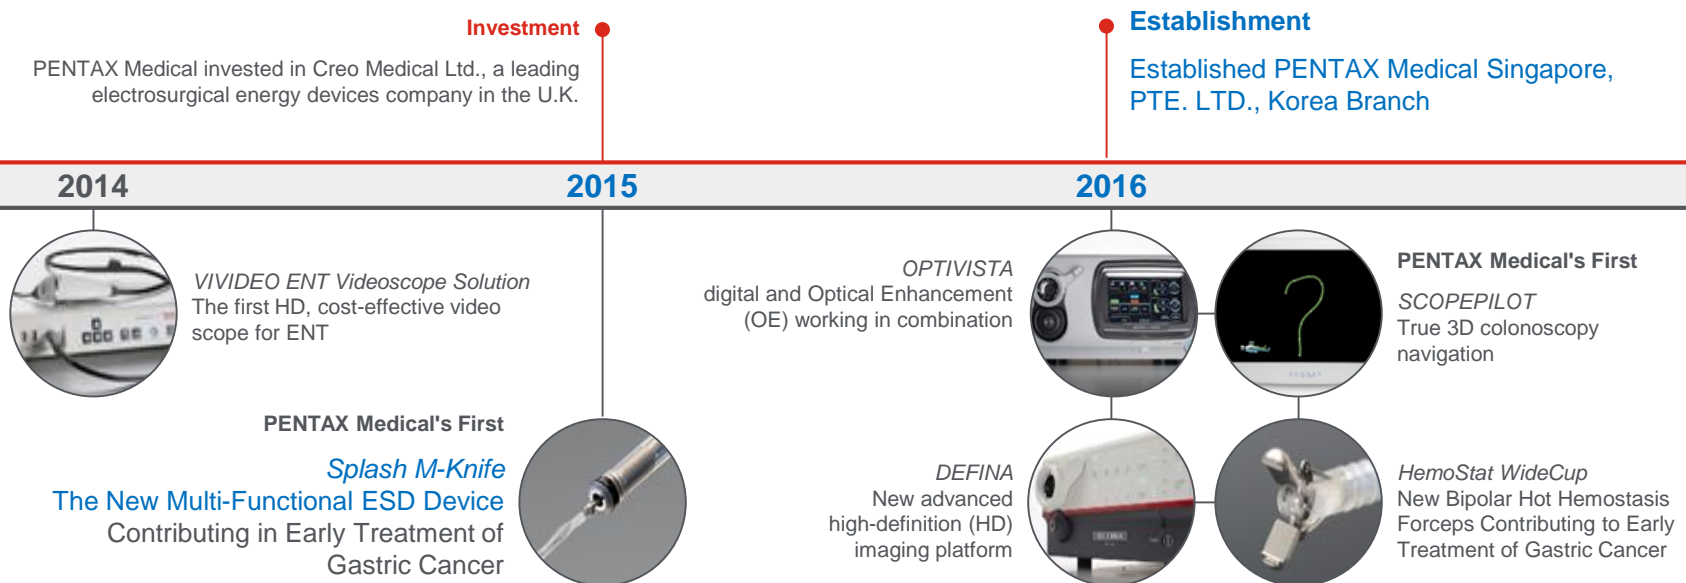 Investment
PENTAX Medical invested in Creo Medical Ltd., a leading
electrosurgical energy devices company in the U.K.
Establishment
Established PENTAX Medical Singapore,
PTE. LTD., Korea Branch
2014
2015
2016
VIVIDEO ENT Videoscope Solution
The first HD, cost-effective video
scope for ENT
PENTAX Medical's First
Splash M-Knife
The New Multi-Functional ESD Device
Contributing in Early Treatment of
Gastric Cancer
OPTIVISTA
digital and Optical Enhancement
(OE) working in combination
PENTAX Medical's First
SCOPEPILOT
True 3D colonoscopy
navigation
DEFINA
New advanced
high-definition (HD)
imaging platform
DEFINA
HemoStat WideCup
New Bipolar Hot Hemostasis
Forceps Contributing to Early
Treatment of Gastric Cancer